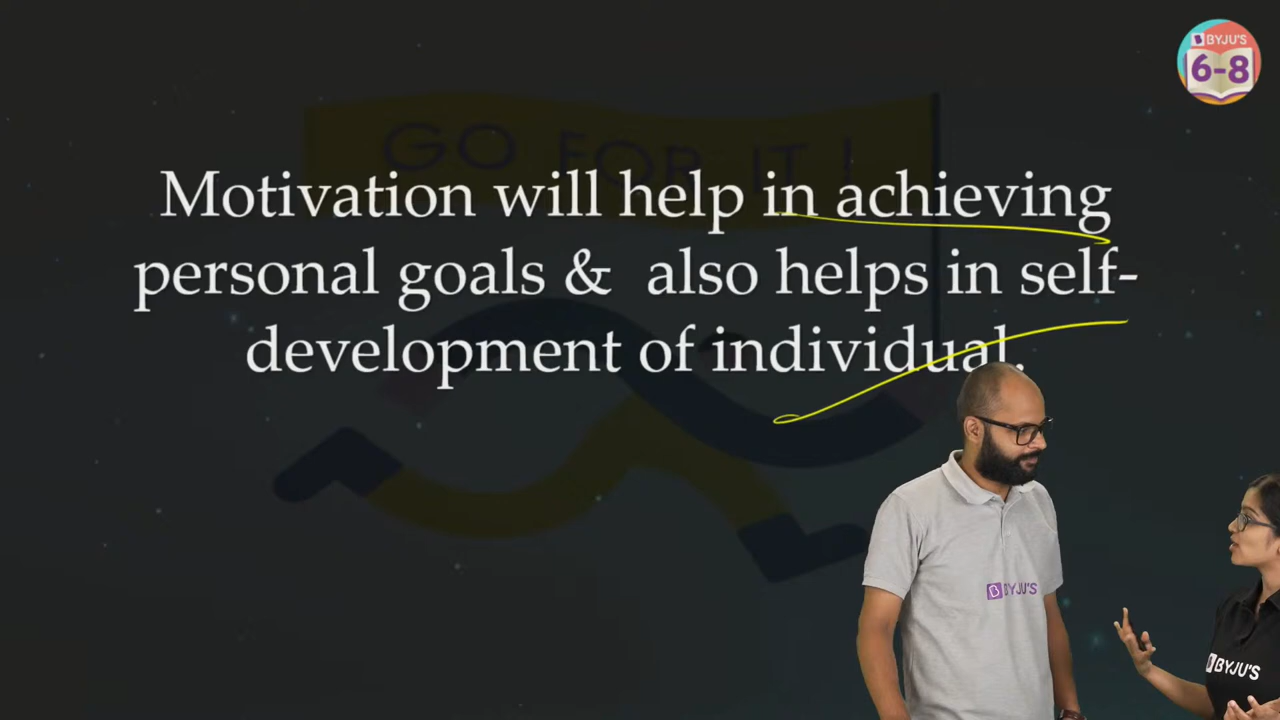 BYJU'S
6-8
GO FOR IT !
Motivation will help in achieving
personal goals &  also helps in self-
development of individual.
BYJU'S
BYJU'S